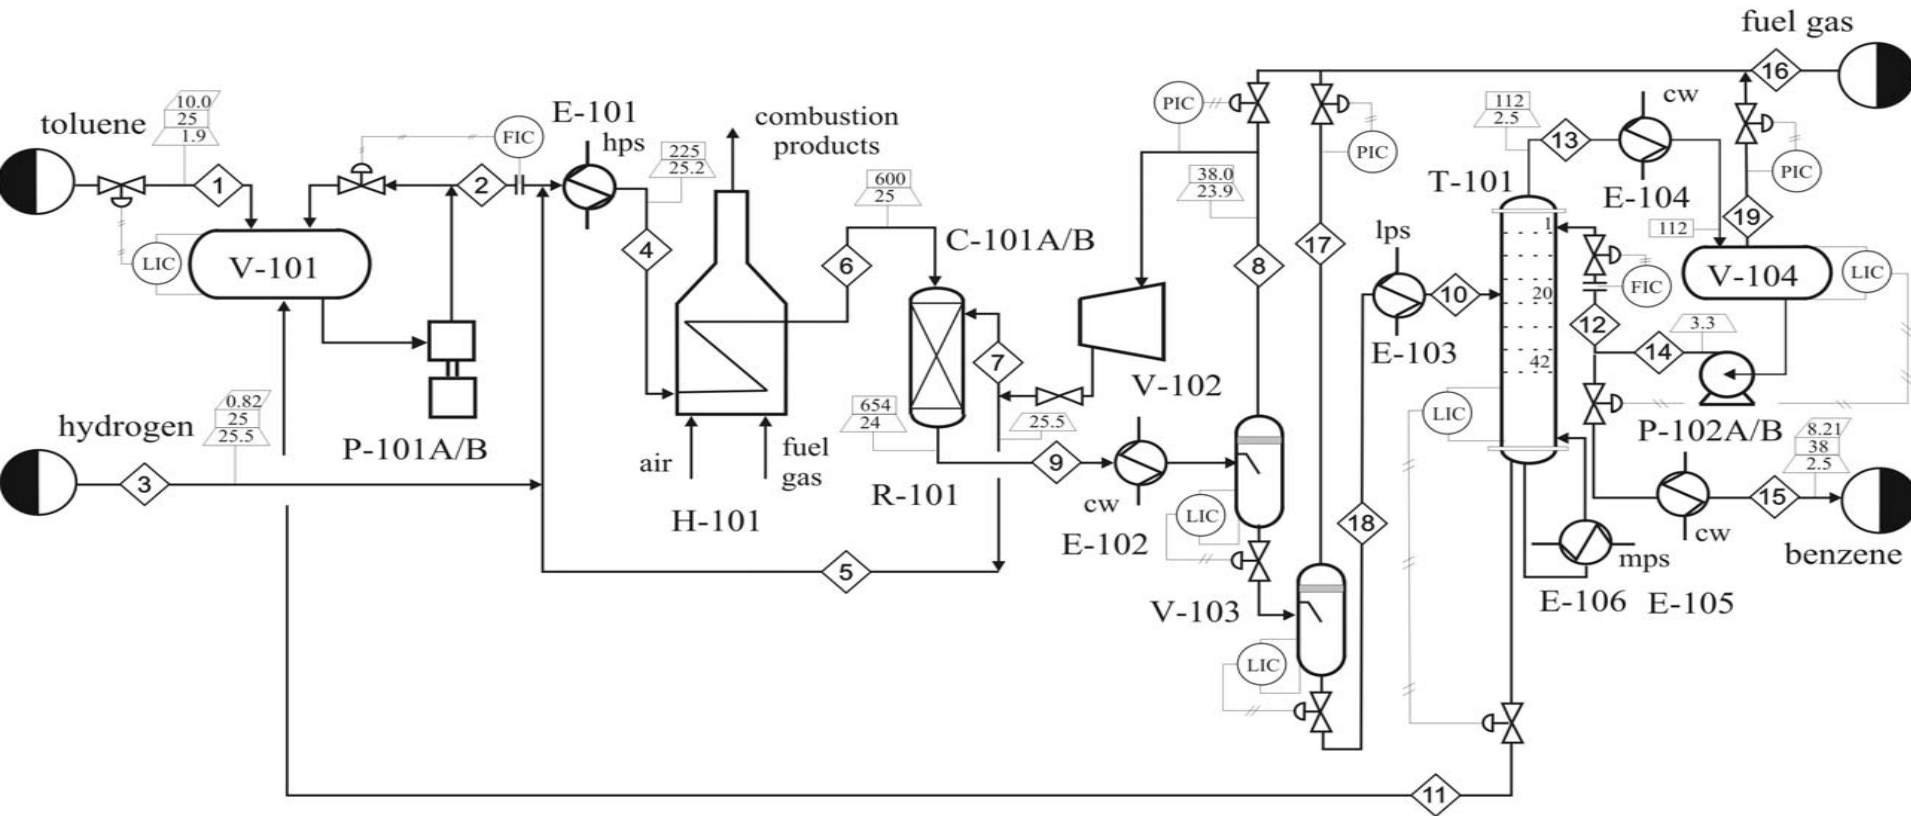 fuel gas
16
10.0
25
1.9
toluene
1
FIC
E-101
hps
2
225
25.2
combustion
products
600
25
PIC
PIC
38.0
23.9
112
2.5
cw
13
E-104
T-101
PIC
LIC
V-101
4
6
C-101A/B
8
17
lps
10
E-103
1
20
42
FIC
12
112
19
V-104
LIC
3.3
14
7
V-102
P-101A/B
0.82
25
25.5
hydrogen
3
air
fuel
gas
H-101
654
24
R-101
25.5
9
cw
E-102
LIC
LIC
P-102A/B
8.21
38
2.5
15
cw
benzene
18
mps
E-106
E-105
5
V-103
LIC
11